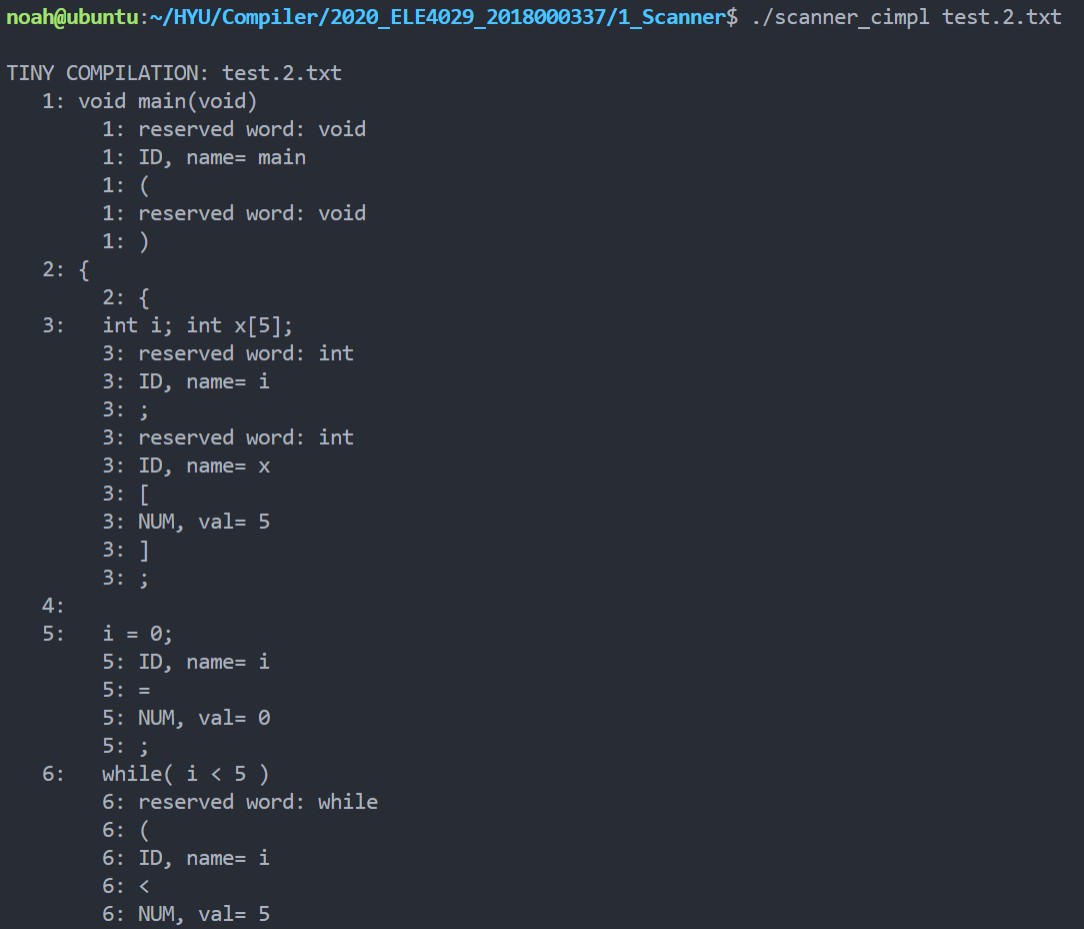 noah@ubuntu:~/HYU/Compiler/2020_ELE4029_2018000337/1_Scanner$ ./scanner_cimpl test.2.txt

TINY COMPILATION: test.2.txt
   1: void main(void)
        1: reserved word: void
        1: ID, name= main
        1: (
        1: reserved word: void
        1: )
   2: {
        2: {
   3:   int i; int x[5];
        3: reserved word: int
        3: ID, name= i
        3: ;
        3: reserved word: int
        3: ID, name= x
        3: [
        3: NUM, val= 5
        3: ]
        3: ;
   4:
   5:   i = 0;
        5: ID, name= i
        5: =
        5: NUM, val= 0
        5: ;
   6:   while( i < 5 )
        6: reserved word: while
        6: (
        6: ID, name= i
        6: <
        6: NUM, val= 5